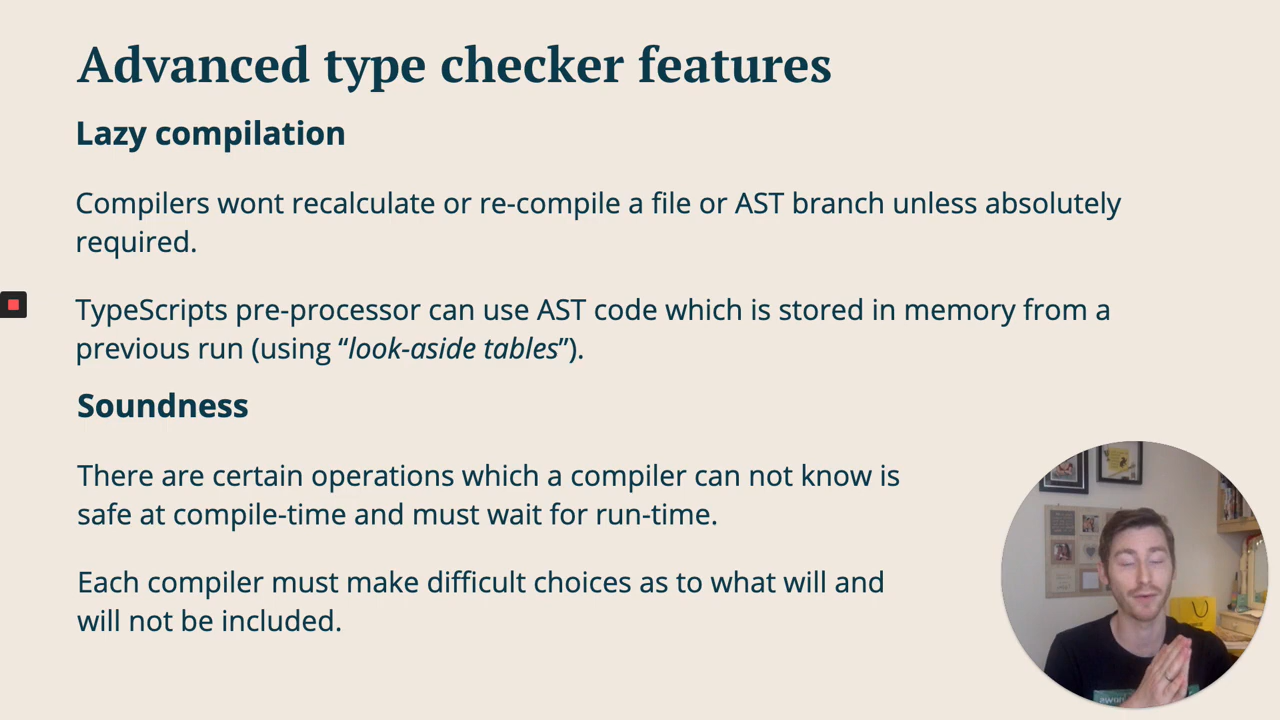 Advanced type checker features
Lazy compilation
Compilers wont recalculate or re-compile a file or AST branch unless absolutely
required.
TypeScripts pre-processor can use AST code which is stored in memory from a
previous run (using “look-aside tables”).
Soundness
There are certain operations which a compiler can not know is
safe at compile-time and must wait for run-time.
Each compiler must make difficult choices as to what will and
will not be included.